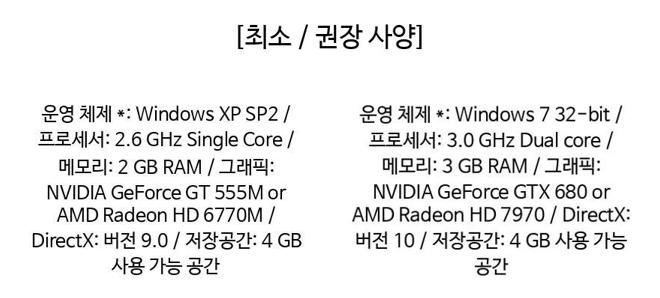 [최소 / 권장 사양]
운영 체제 *: Windows XP SP2 /
프로세서: 2.6 GHz Single Core /
메모리: 2 GB RAM / 그래픽:
NVIDIA GeForce GT 555M or
AMD Radeon HD 6770M /
DirectX: 버전 9.0 / 저장공간: 4 GB
사용 가능 공간
운영 체제 *: Windows 7 32-bit /
프로세서: 3.0 GHz Dual core /
메모리: 3 GB RAM / 그래픽:
NVIDIA GeForce GTX 680 or
AMD Radeon HD 7970 / DirectX:
버전 10 / 저장공간: 4 GB 사용 가능
공간